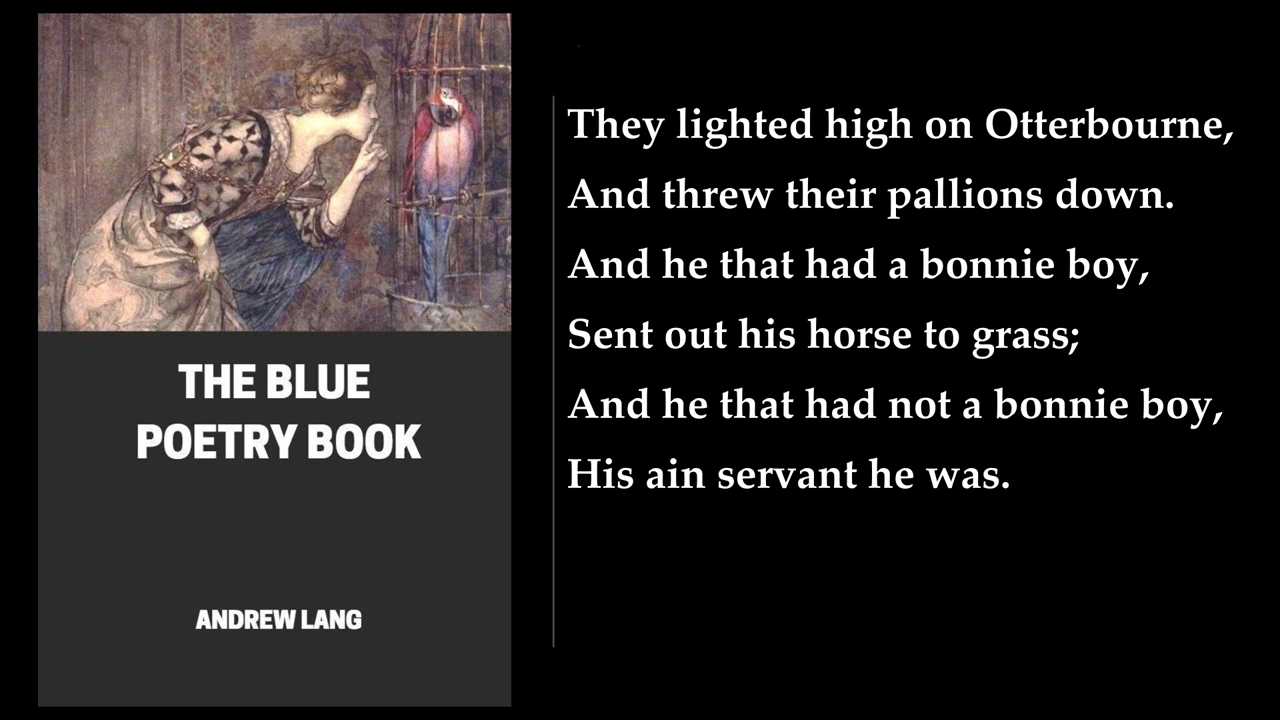 THE BLUE
POETRY BOOK
ANDREW LANG
They lighted high on Otterbourne,
And threw their pallions down.
And he that had a bonnie boy,
Sent out his horse to grass;
And he that had not a bonnie boy,
His ain servant he was.